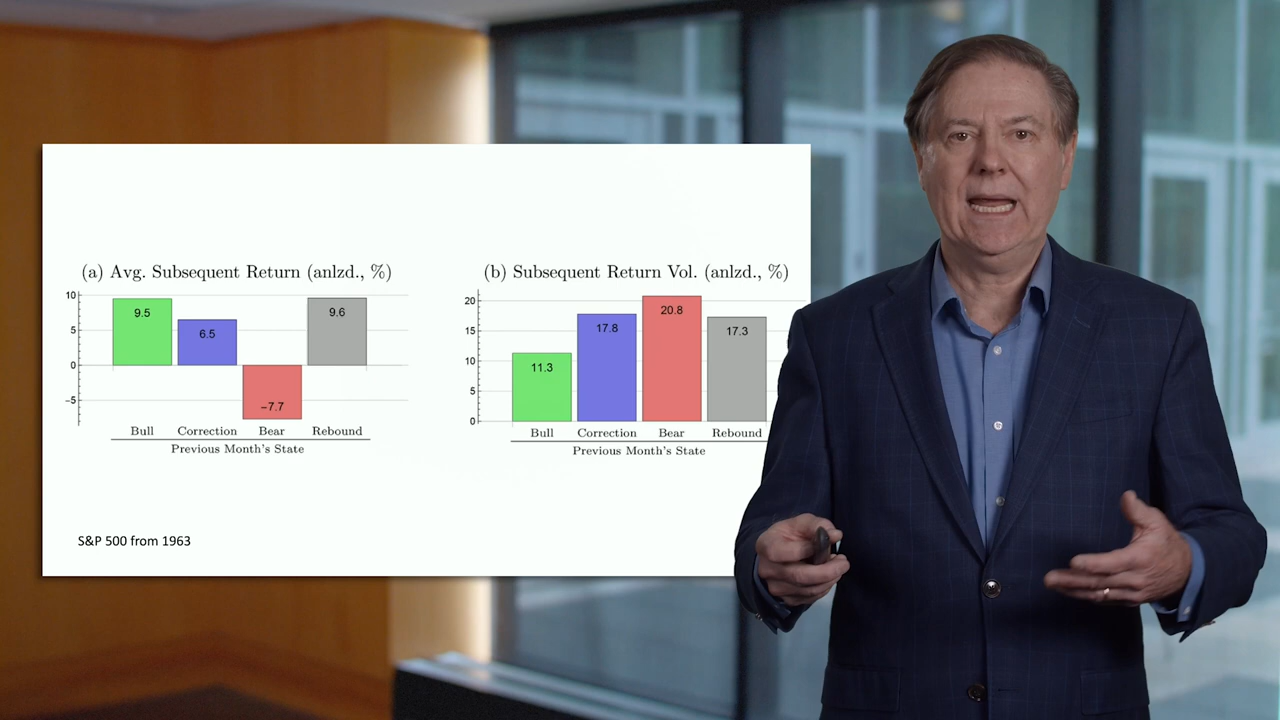 (a) Avg. Subsequent Return (anlzd., %)
10
5
0
−5
9.5
6.5
−7.7
9.6
Bull Correction Bear Rebound
Previous Month's State
(b) Subsequent Return Vol. (anlzd., %)
20
15
10
5
0
11.3
17.8
20.8
17.3
Bull Correction Bear Rebound
Previous Month's State
S&P 500 from 1963